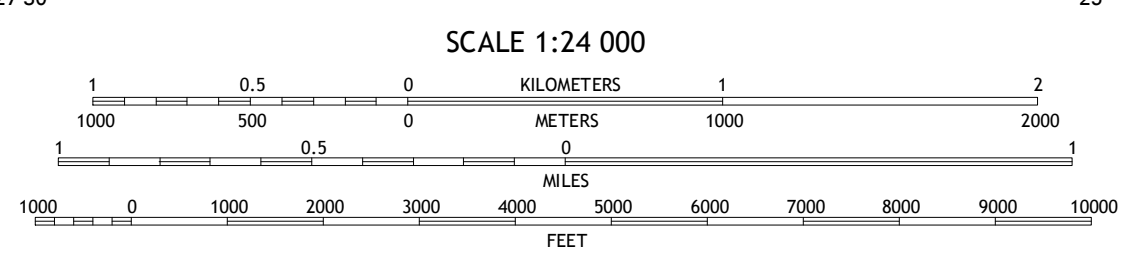 SCALE 1:24 000
1 0.5 0 KILOMETERS 1 2
1000 500 0 METERS 1000 2000
1 0.5 0 1
MILES
1000 0 1000 2000 3000 4000 5000 6000 7000 8000 9000 10000
FEET